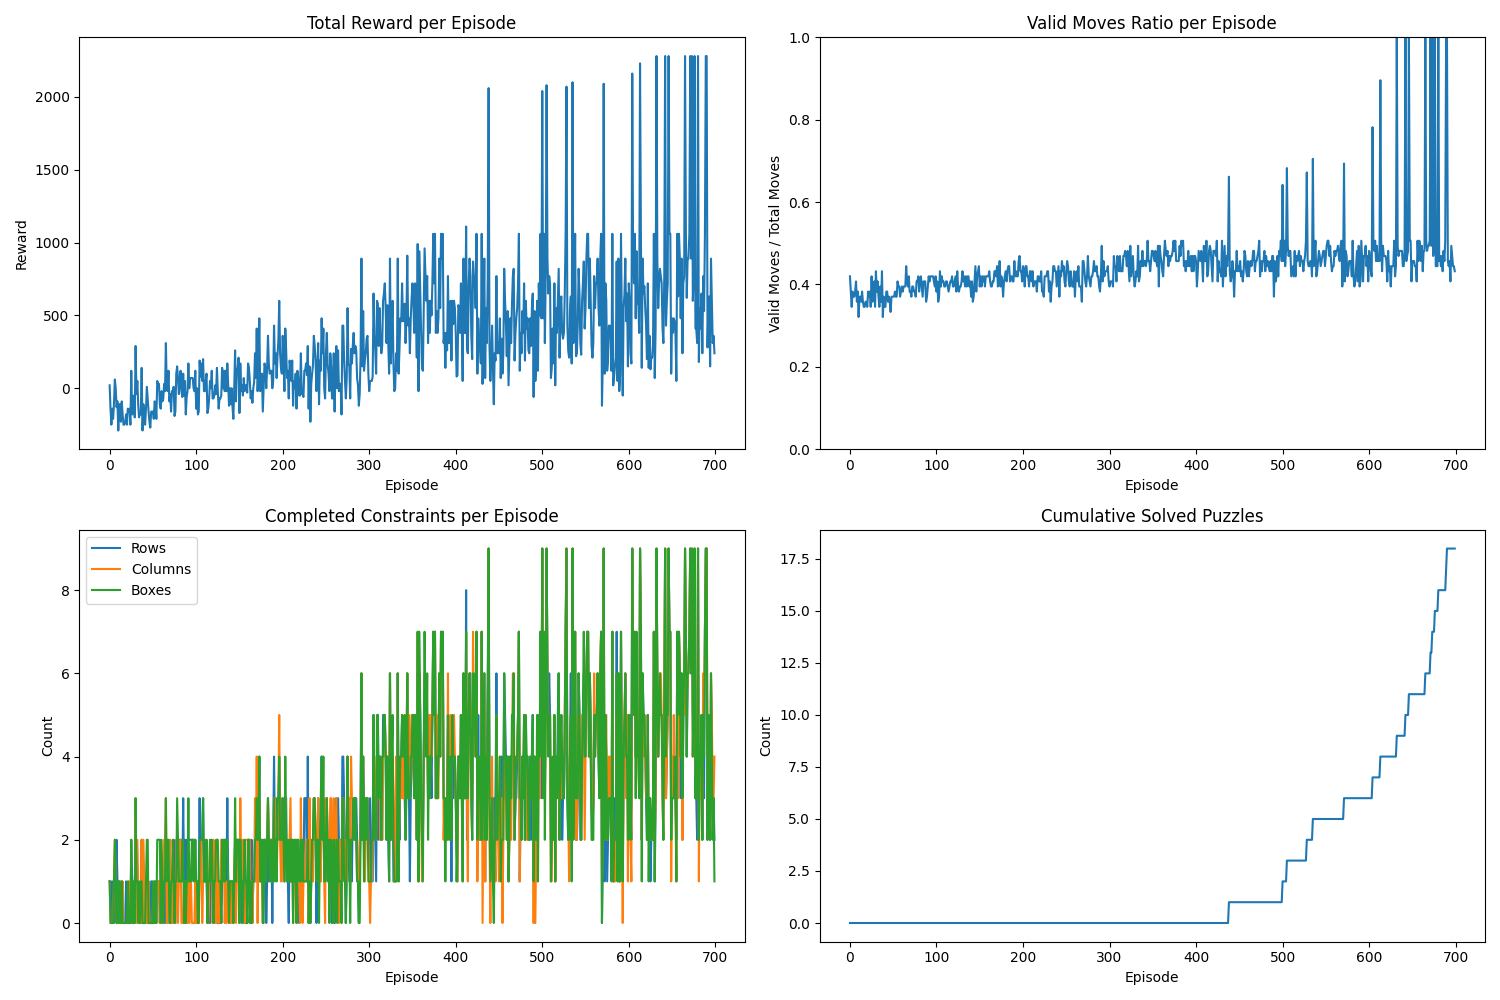 Total Reward per Episode
Reward
2000
1500
1000
500
0
0 100 200 300 400 500 600 700
Episode
Valid Moves Ratio per Episode
Valid Moves / Total Moves
1.0
0.8
0.6
0.4
0.2
0.0
0 100 200 300 400 500 600 700
Episode
Completed Constraints per Episode
Rows
Columns
Boxes
Count
8
6
4
2
0
0 100 200 300 400 500 600 700
Episode
Cumulative Solved Puzzles
Count
17.5
15.0
12.5
10.0
7.5
5.0
2.5
0.0
0 100 200 300 400 500 600 700
Episode